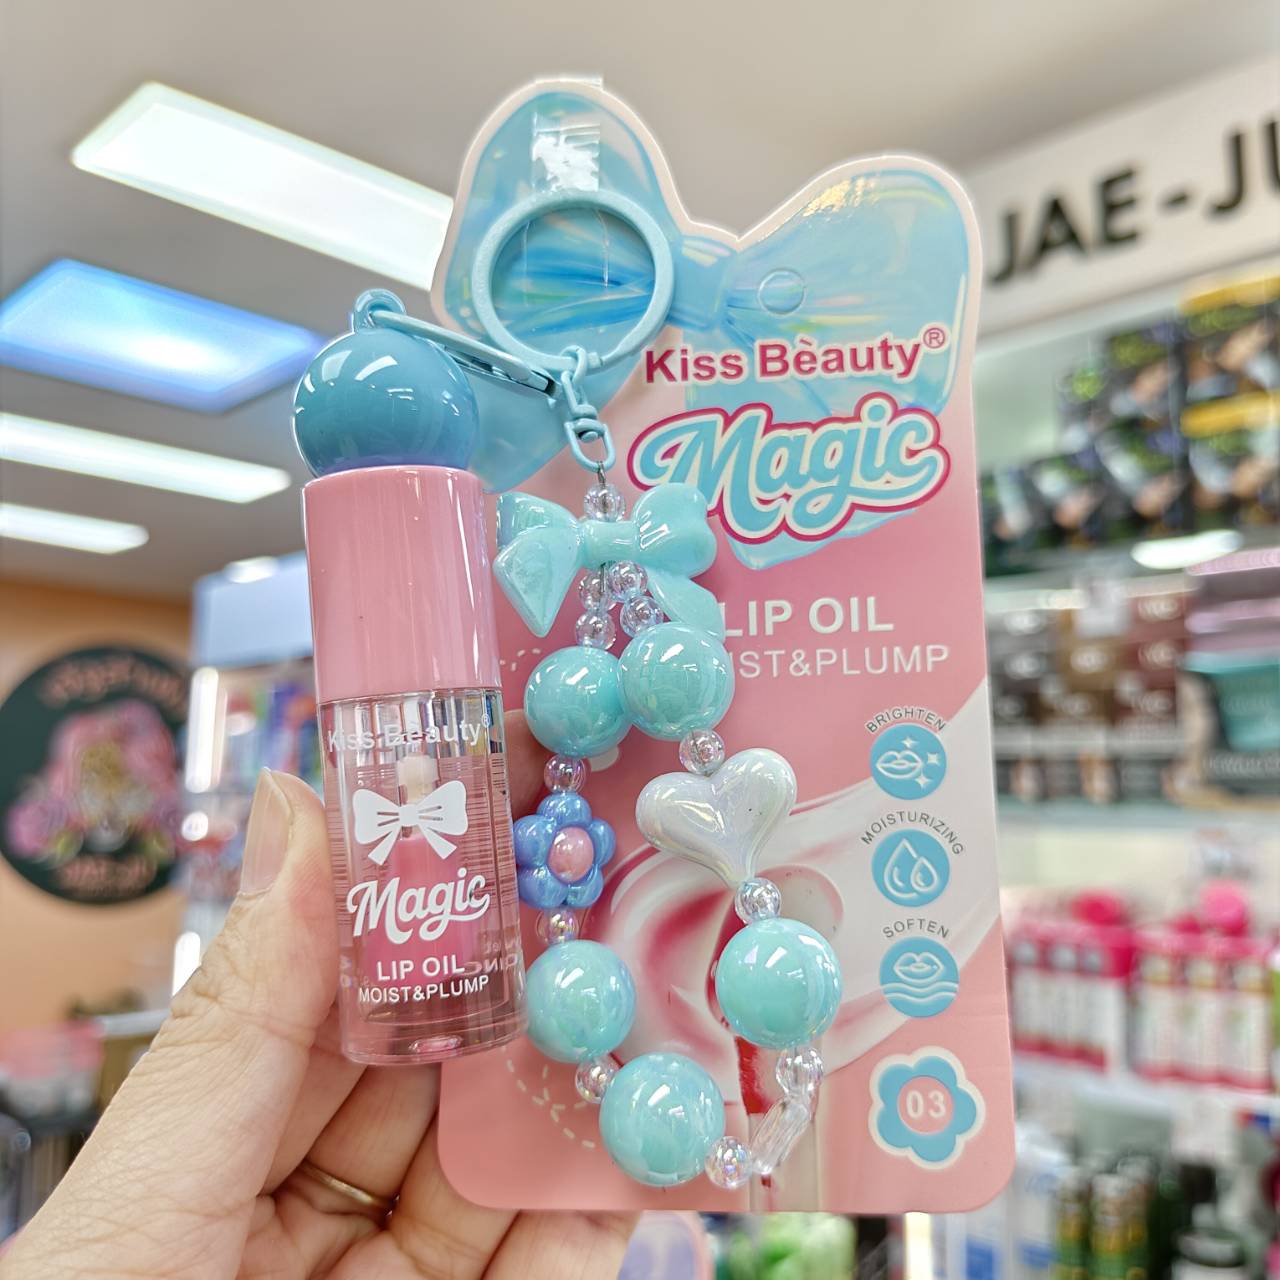 JAE-JU
Kiss Bèauty®
Magic
LIP OIL
MOIST&PLUMP
BRIGHTEN
MOISTURIZING
SOFTEN
03
Kiss Beauty®
Magic
LIP OIL
MOIST&PLUMP